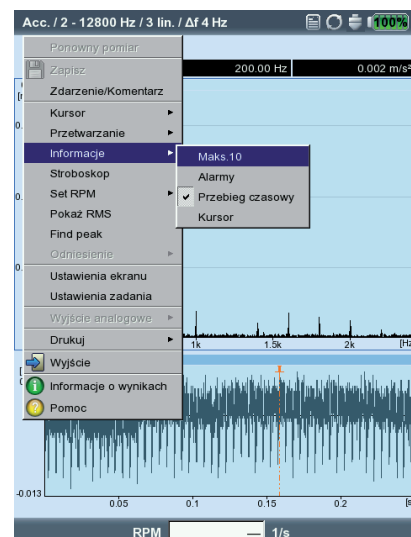 Acc. / 2 - 12800 Hz / 3 lin. / Δf 4 Hz 100%
Ponowny pomiar
Zapisz
200.00 Hz 0.002 m/s²
Zdarzenie/Komentarz
Kursor
Przetwarzanie
Informacje
Maks.10
Stroboskop
Alarmy
Set RPM
Przebieg czasowy
Pokaż RMS
Kursor
Find peak
Odniesienie
Ustawienia ekranu
Ustawienia zadania
Wyjście analogowe
Drukuj
1k 1.5k 2k [Hz
Wyjście
Informacje o wynikach
Pomoc
-0.013
0.05 0.1 0.15 0.2
RPM — 1/s